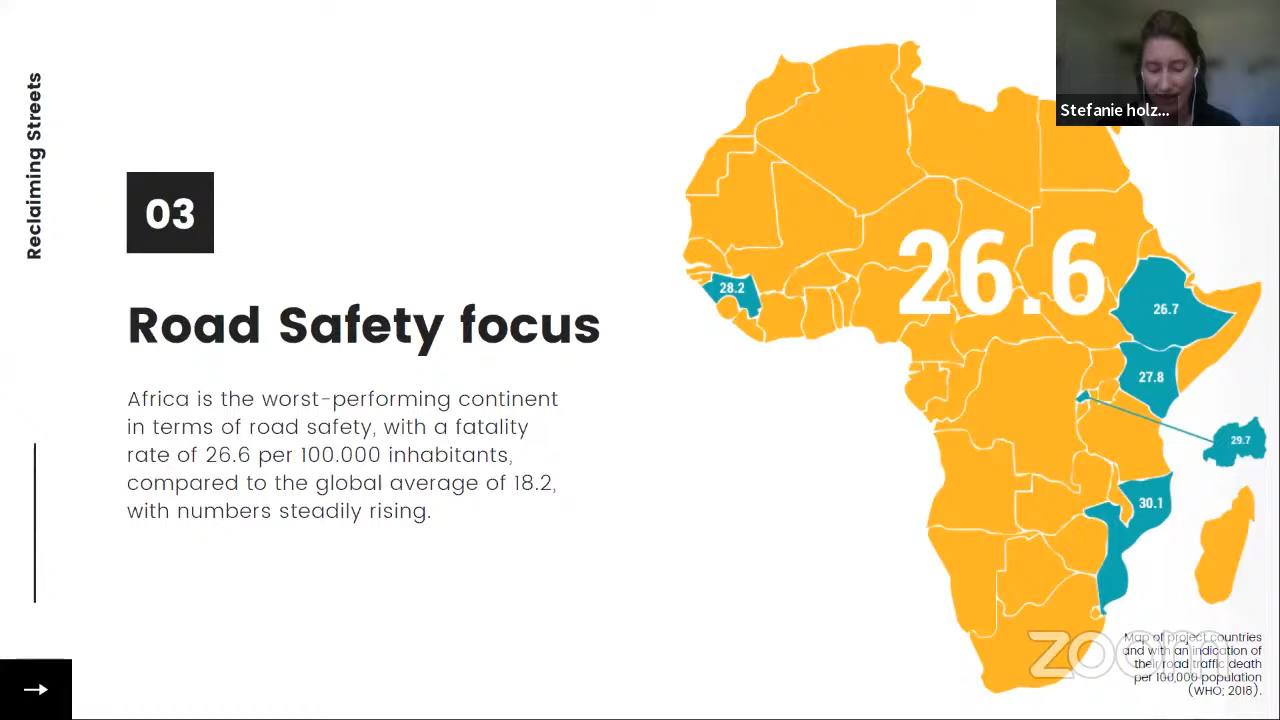 Reclaiming Streets
03
Road Safety focus
Africa is the worst-performing continent
in terms of road safety, with a fatality
rate of 26.6 per 100.000 inhabitants,
compared to the global average of 18.2,
with numbers steadily rising.
Stefanie holz...
26.6
28.2
26.7
27.8
29.7
30.1
Map of project countries
and with an indication of
their road traffic death
per 100,000 population
(WHO; 2018).
zoom